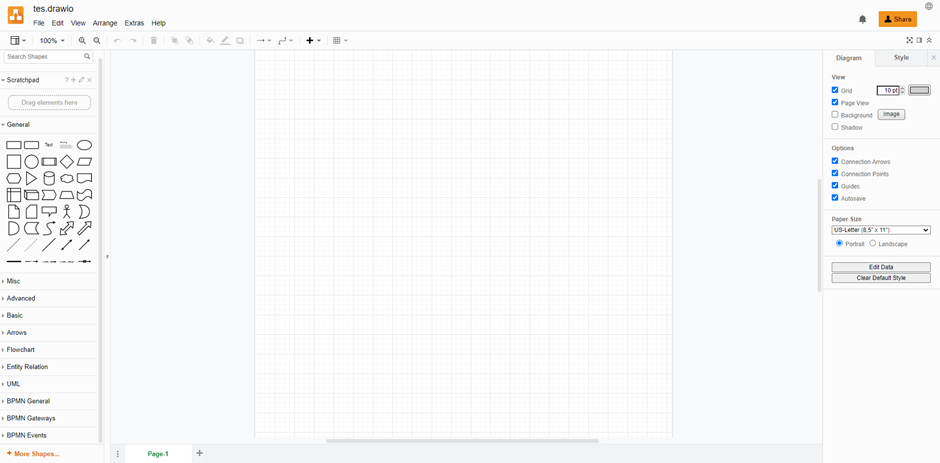 tes.drawio
File Edit View Arrange Extras Help
Share
100%
Search Shapes
Scratchpad
?
Drag elements here
General
Text
Misc
Advanced
Basic
Arrows
Flowchart
Entity Relation
UML
BPMN General
BPMN Gateways
BPMN Events
+ More Shapes...
Page-1
Diagram Style
View
Grid 10 pt
Page View
Background Image
Shadow
Options
Connection Arrows
Connection Points
Guides
Autosave
Paper Size
US-Letter (8,5" x 11")
Portrait Landscape
Edit Data
Clear Default Style